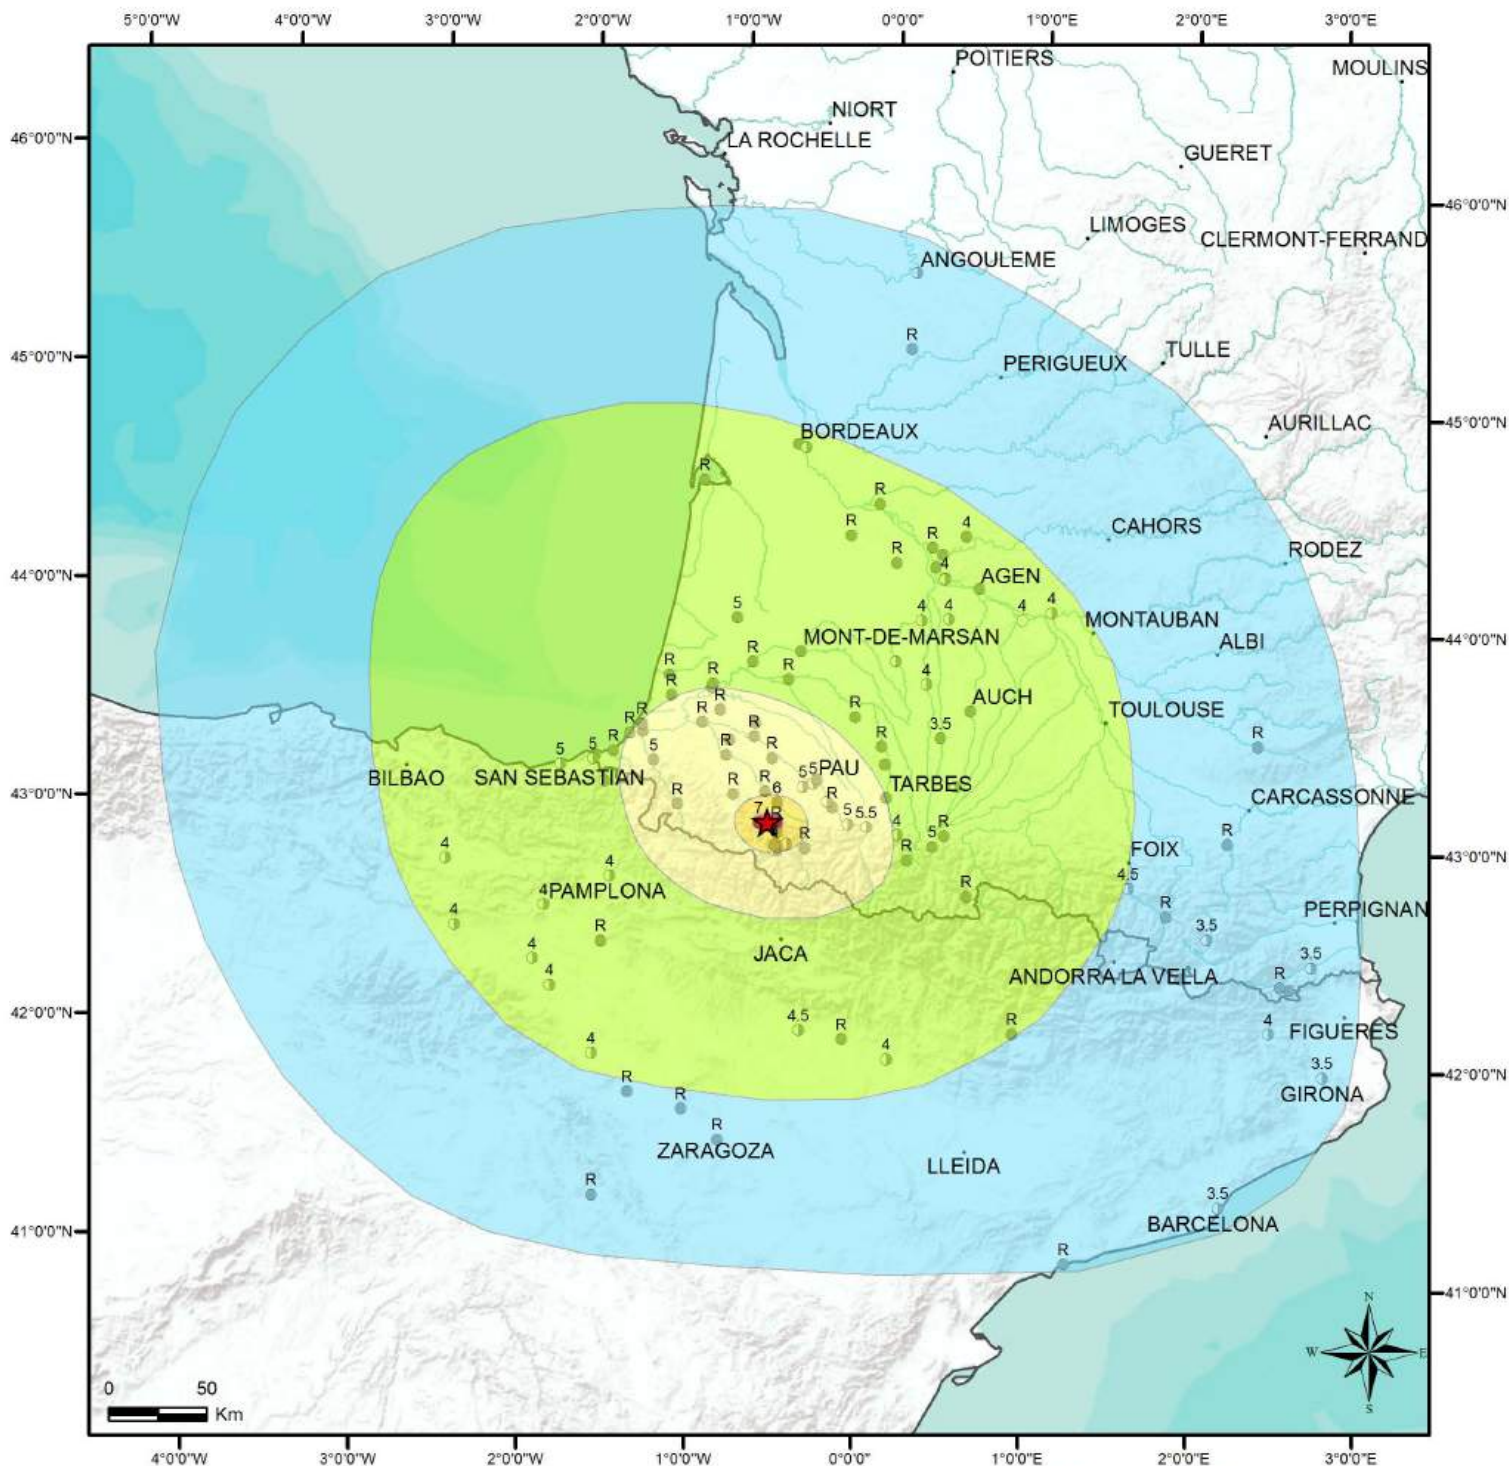 5°0'0"W 4°0'0"W 3°0'0"W 2°0'0"W 1°0'0"W 0°0'0" 1°0'0"E 2°0'0"E 3°0'0"E
POITIERS
MOULINS
NIORT
46°0'0"N
LA ROCHELLE
GUERET
46°0'0"N
LIMOGES
CLERMONT-FERRAND
ANGOULEME
R
45°0'0"N
TULLE
PERIGUEUX
45°0'0"N
AURILLAC
BORDEAUX
R
R
R 4 CAHORS
R
R RODEZ
44°0'0"N
4 AGEN
5 4 4 4 4
MONTAUBAN
MONT-DE-MARSAN
44°0'0"N
ALBI
R R
R 4
R R AUCH
R R R R TOULOUSE
R R 3.5
R R R R R
5 5 5
BILBAO SAN SEBASTIAN 5 5 PAU
R R 6 TARBES
43°0'0"N
R 7 R 5 5.5 CARCASSONNE
R R 4 5 R R
4 4 R FOIX
43°0'0"N
4.5
4 PAMPLONA R
4 R PERPIGNAN
R 3.5
4 JACA 3.5
4 ANDORRA LA VELLA R
42°0'0"N
4.5 R R 4 FIGUERES
4 4 3.5
R 42°0'0"N
R GIRONA
R
ZARAGOZA LLEIDA
R 3.5
41°0'0"N
BARCELONA
R
41°0'0"N
N
W E
S
0 50
Km
4°0'0"W 3°0'0"W 2°0'0"W 1°0'0"W 0°0'0" 1°0'0"E 2°0'0"E 3°0'0"E